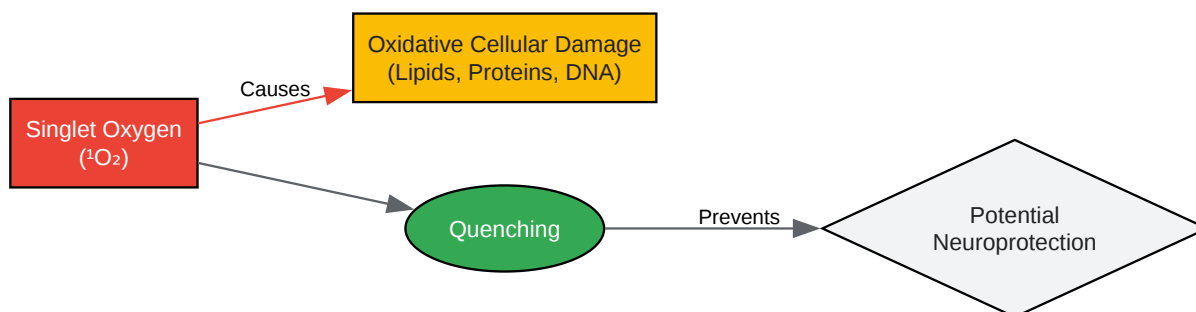 Oxidative Cellular Damage
(Lipids, Proteins, DNA)
Causes
Singlet Oxygen
(¹O₂)
Quenching
Prevents
Potential
Neuroprotection